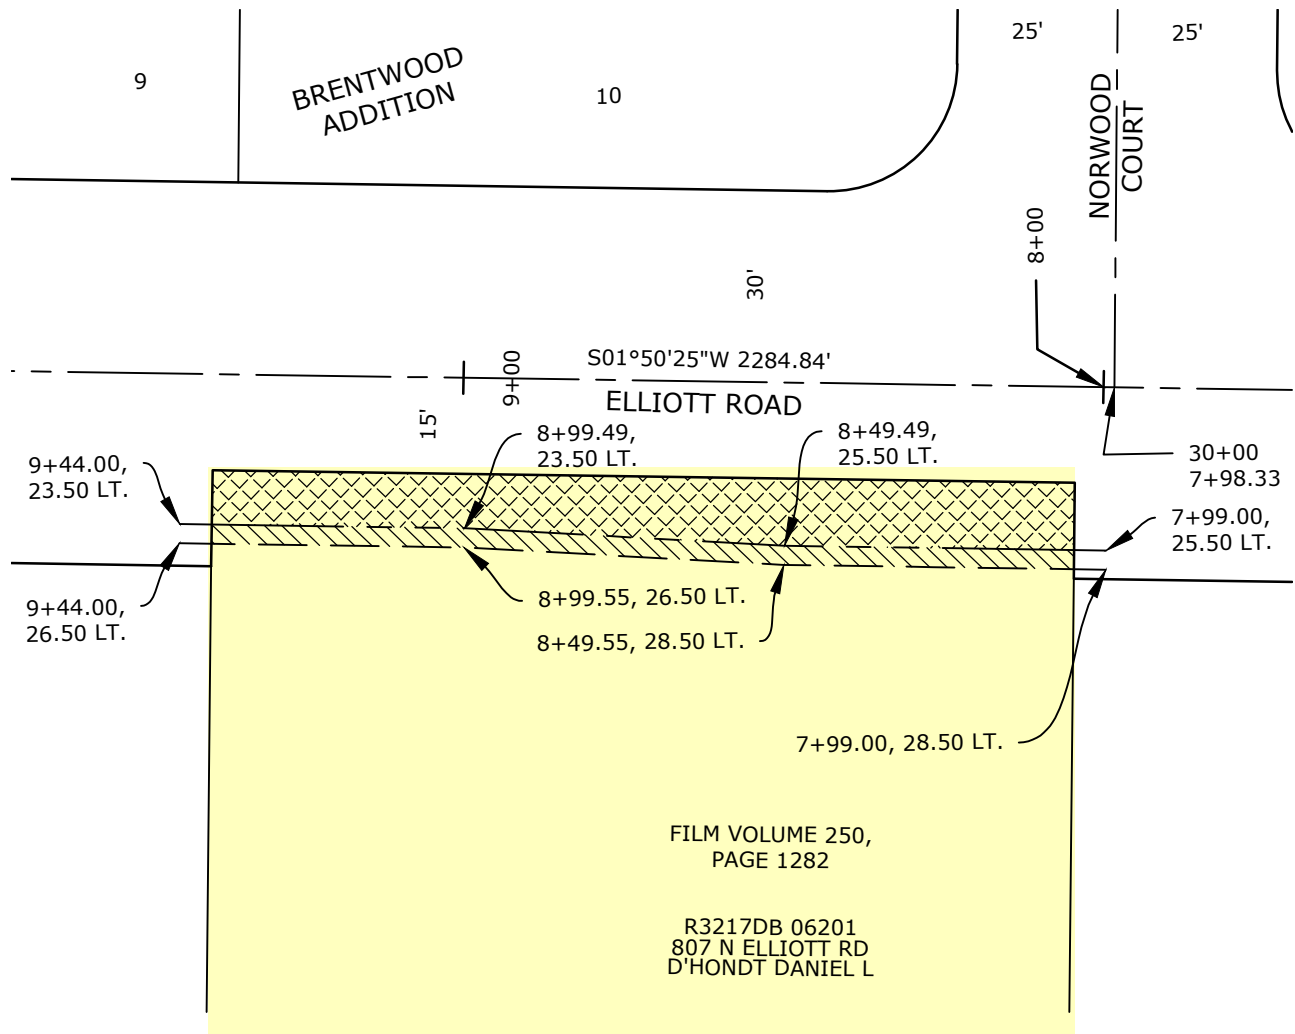 25'
25'
9
BRENTWOOD
ADDITION
10
NORWOOD
COURT
8+00
30'
S01°50'25"W 2284.84'
9+00
ELLIOTT ROAD
15'
9+44.00,
23.50 LT.
8+99.49,
23.50 LT.
8+49.49,
25.50 LT.
30+00
7+98.33
7+99.00,
25.50 LT.
9+44.00,
26.50 LT.
8+99.55, 26.50 LT.
8+49.55, 28.50 LT.
7+99.00, 28.50 LT.
FILM VOLUME 250,
PAGE 1282
R3217DB 06201
807 N ELLIOTT RD
D'HONDT DANIEL L